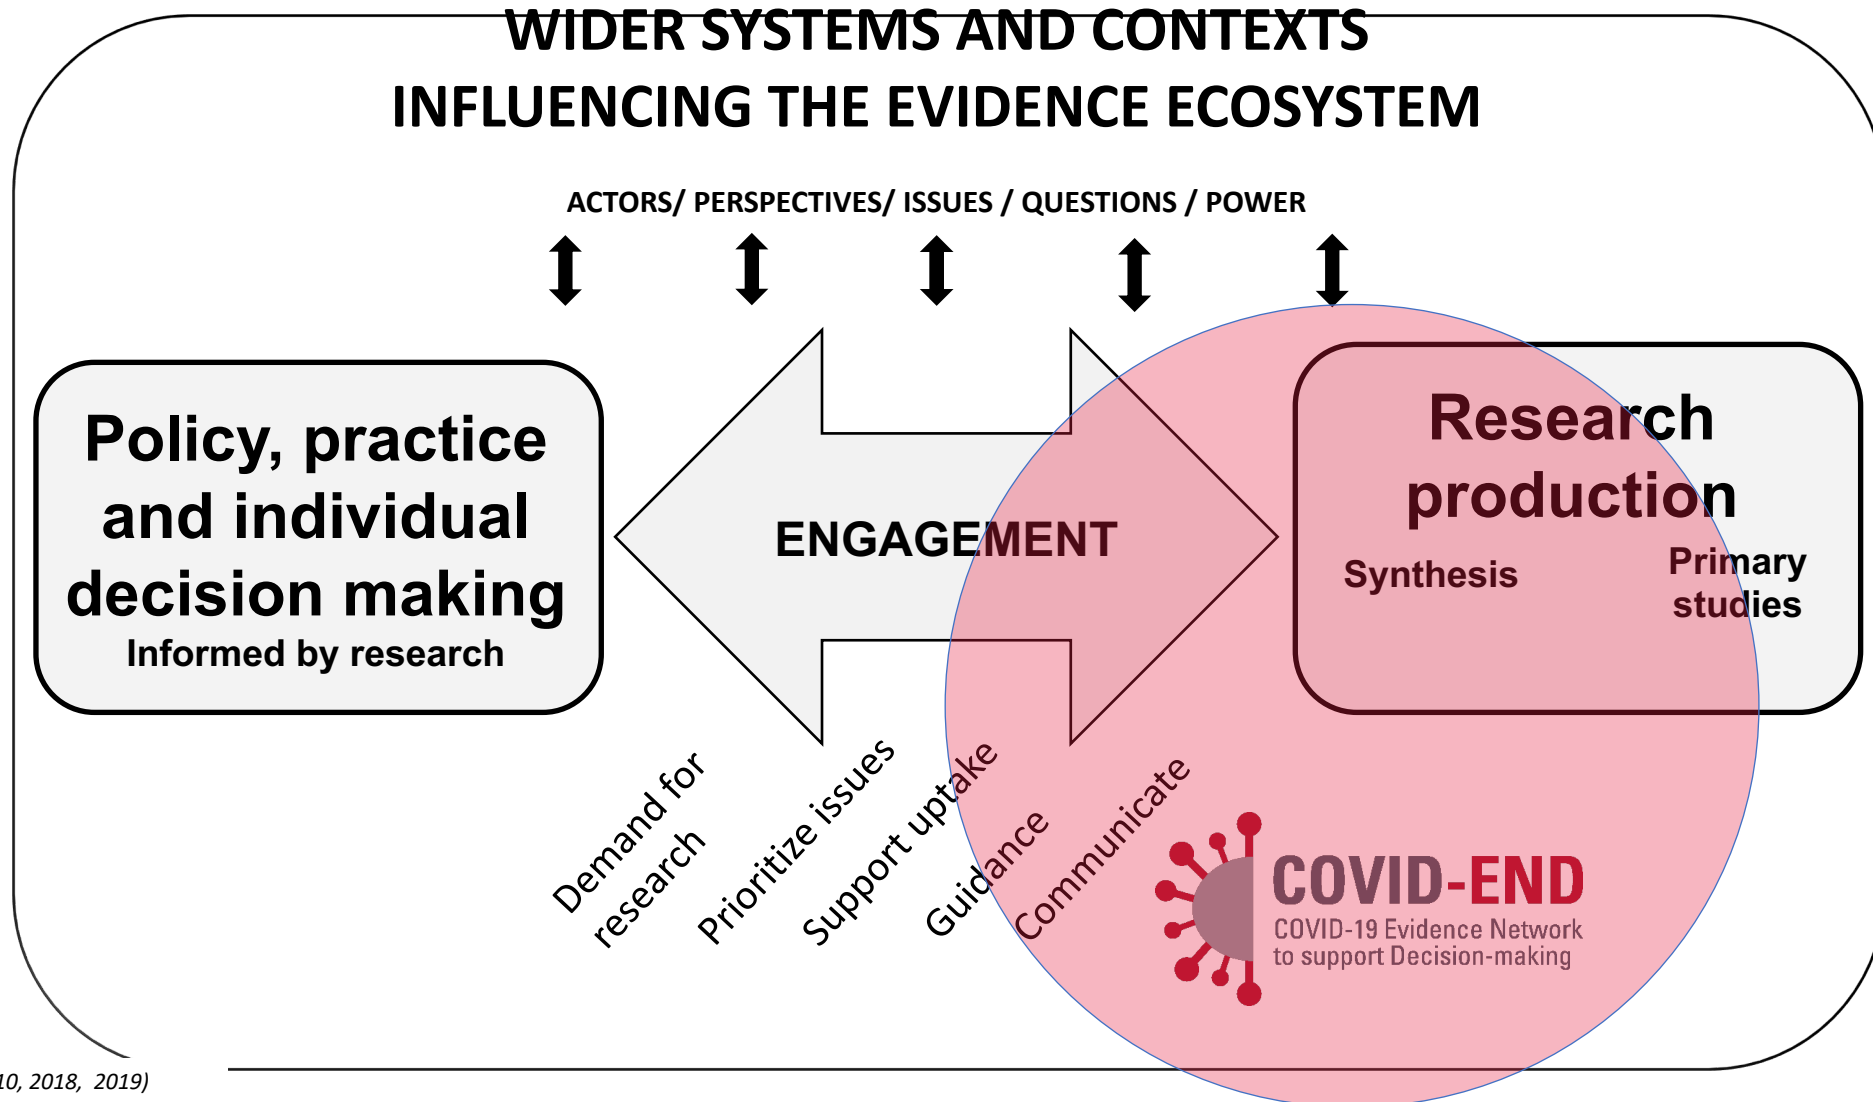 WIDER SYSTEMS AND CONTEXTS
INFLUENCING THE EVIDENCE ECOSYSTEM
ACTORS/ PERSPECTIVES/ ISSUES / QUESTIONS / POWER
Policy, practice
and individual
decision making
Informed by research
ENGAGEMENT
Research
production
Synthesis
Primary
studies
Demand for
research
Prioritize issues
Support uptake
Guidance
Communicate
COVID-END
COVID-19 Evidence Network
to support Decision-making
10, 2018, 2019)